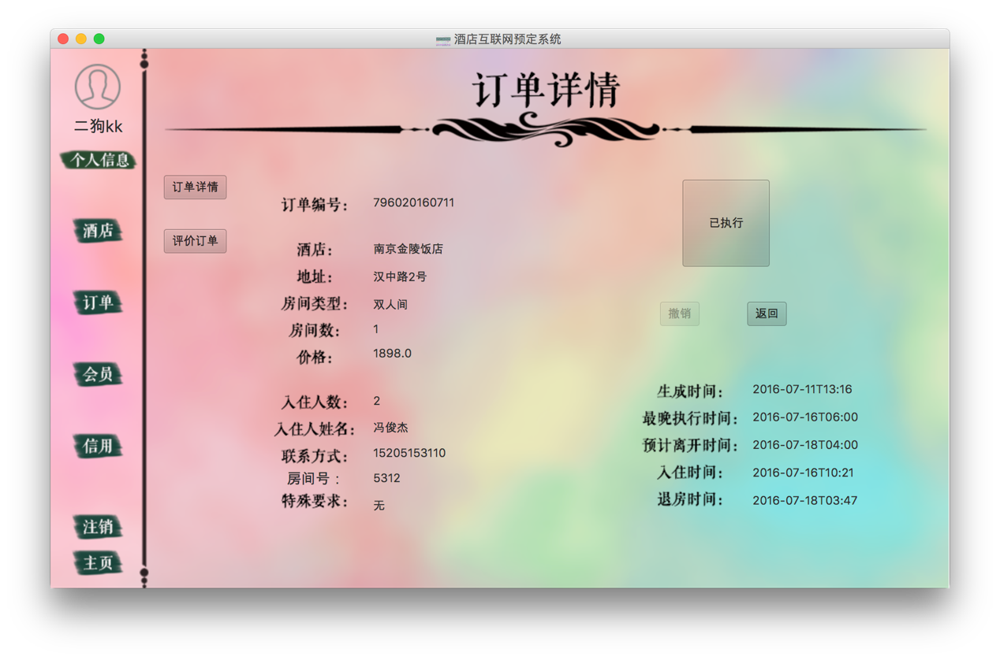 酒店互联网预定系统
二狗kk
个人信息
酒店
订单
会员
信用
注销
主页
订单详情
订单详情
评价订单
订单编号： 796020160711
酒店： 南京金陵饭店
地址： 汉中路2号
房间类型： 双人间
房间数： 1
价格： 1898.0
入住人数： 2
入住人姓名： 冯俊杰
联系方式： 15205153110
房间号： 5312
特殊要求： 无
已执行
撤销 返回
生成时间： 2016-07-11T13:16
最晚执行时间： 2016-07-16T06:00
预计离开时间： 2016-07-18T04:00
入住时间： 2016-07-16T10:21
退房时间： 2016-07-18T03:47